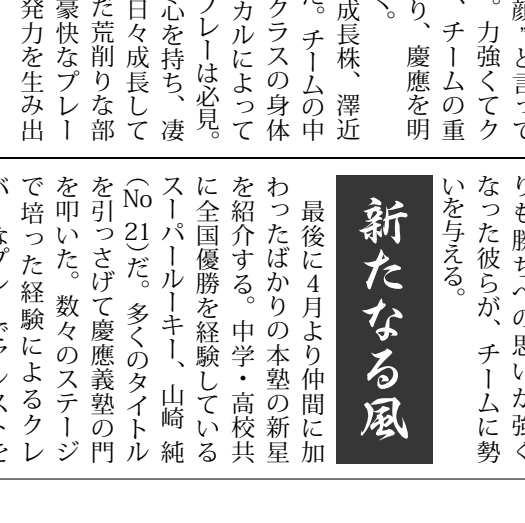 顔”と言って
。力強くてク
、チームの重
り、慶應を明
く。
成長株、澤近
だ。チームの中
クラスの身体
カルによって
プレーは必見。
心を持ち、凄
日々成長して
た荒削りな部
豪快なプレー
発力を生み出
りも勝ちへの思いが強く
なった彼らが、チームに勢
いを与える。
新たなる風
最後に4月より仲間に加
わったばかりの本塾の新星
を紹介する。中学・高校共
に全国優勝を経験している
スーパールーキー、山崎 純
(No 21)だ。多くのタイトル
を引っさげて慶應義塾の門
を叩いた。数々のステージ
で培った経験によるクレ